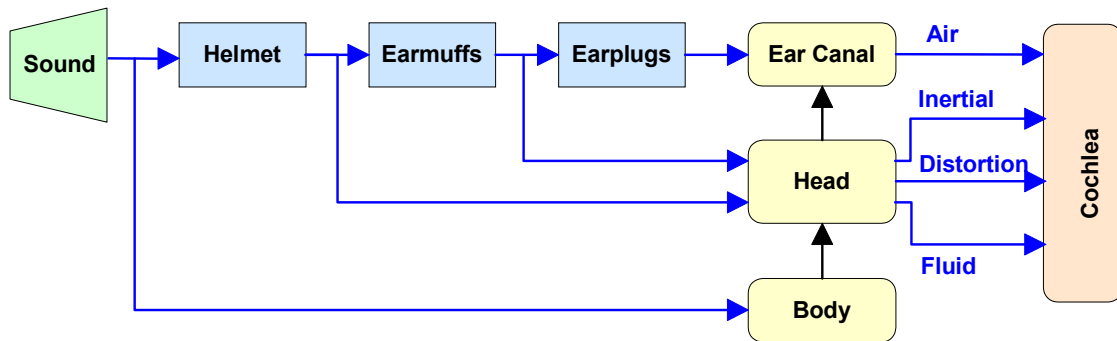 Sound
Helmet
Earmuffs
Earplugs
Ear Canal
Air
Inertial
Head
Distortion
Cochlea
Fluid
Body